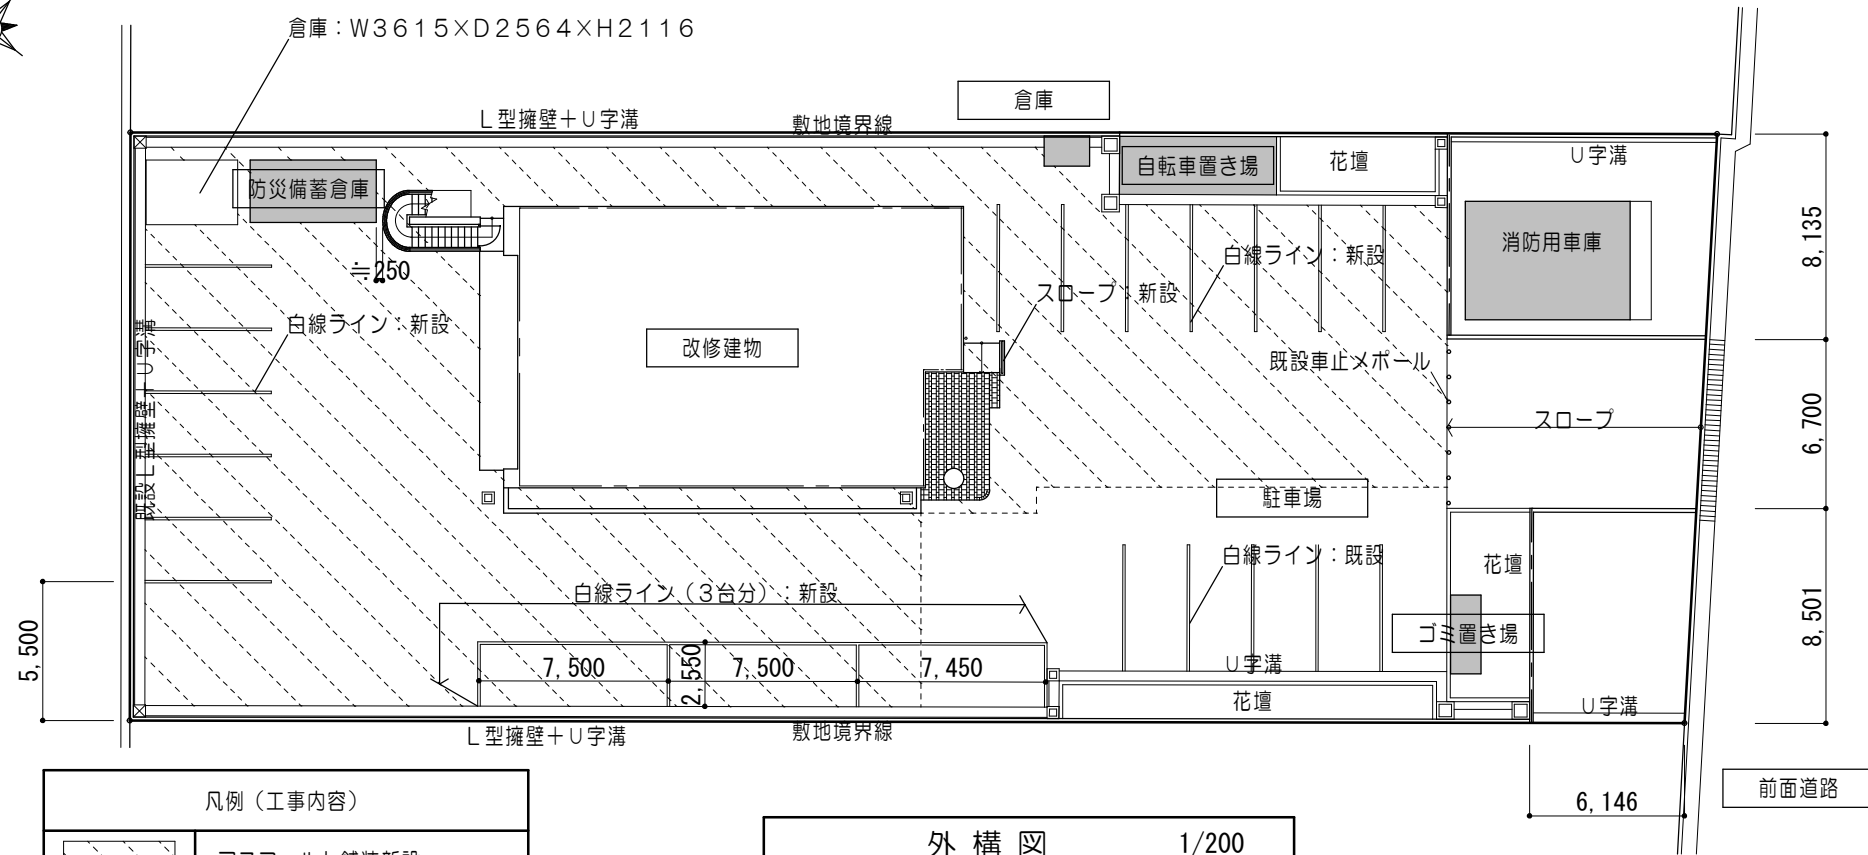 倉庫：W3615×D2564×H2116
倉庫
L型擁壁＋U字溝
敷地境界線
防災備蓄倉庫
自転車置き場
花壇
U字溝
消防用車庫
8,135
≒250
白線ライン：新設
スロープ：新設
白線ライン：新設
改修建物
既設車止メポール
既設L型擁壁＋U字溝
スロープ
6,700
駐車場
白線ライン：既設
花壇
白線ライン（3台分）：新設
ゴミ置き場
8,501
5,500
7,500
2,550
7,500
7,450
U字溝
花壇
U字溝
L型擁壁＋U字溝
敷地境界線
6,146
前面道路
凡例（工事内容）
外構図 1/200